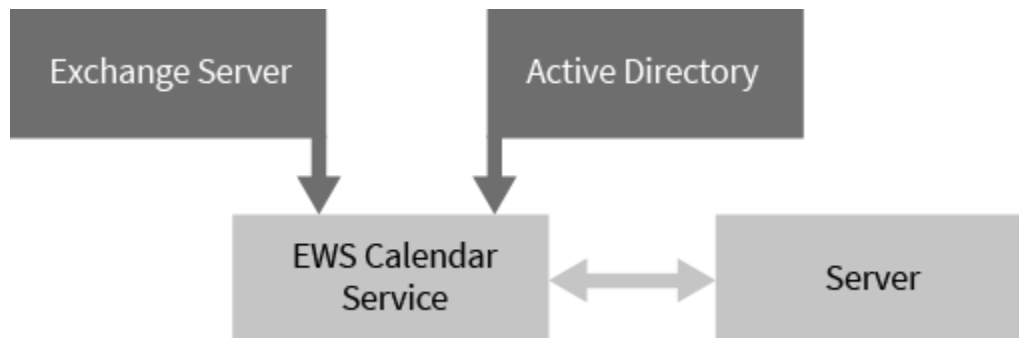 Exchange Server
Active Directory
EWS Calendar
Service
Server